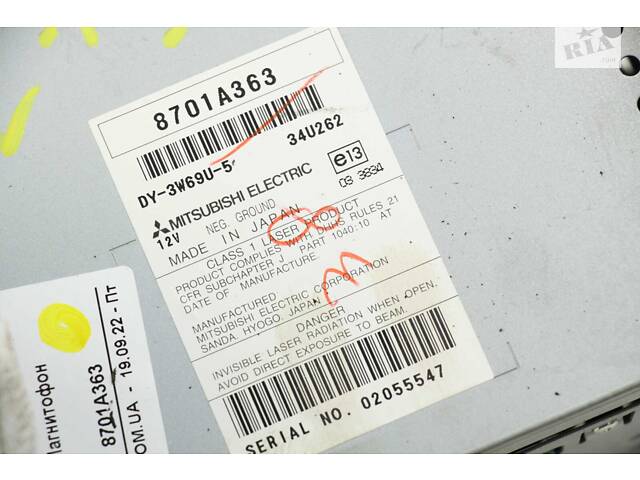 RIA
.com
8701A363
DY-3W69U-5
34U262
MITSUBISHI ELECTRIC
e13
03 3834
12V NEG. GROUND
MADE IN JAPAN
CLASS 1 LASER PRODUCT
PRODUCT COMPLIES WITH DHHS RULES 21
CFR SUBCHAPTER J PART 1040:10 AT
DATE OF MANUFACTURE.
MANUFACTURED
MITSUBISHI ELECTRIC CORPORATION
SANDA, HYOGO, JAPAN
DANGER
INVISIBLE LASER RADIATION WHEN OPEN.
AVOID DIRECT EXPOSURE TO BEAM.
SERIAL NO. 02055547
8701A363
OM.UA - 19.09.22 - Пт